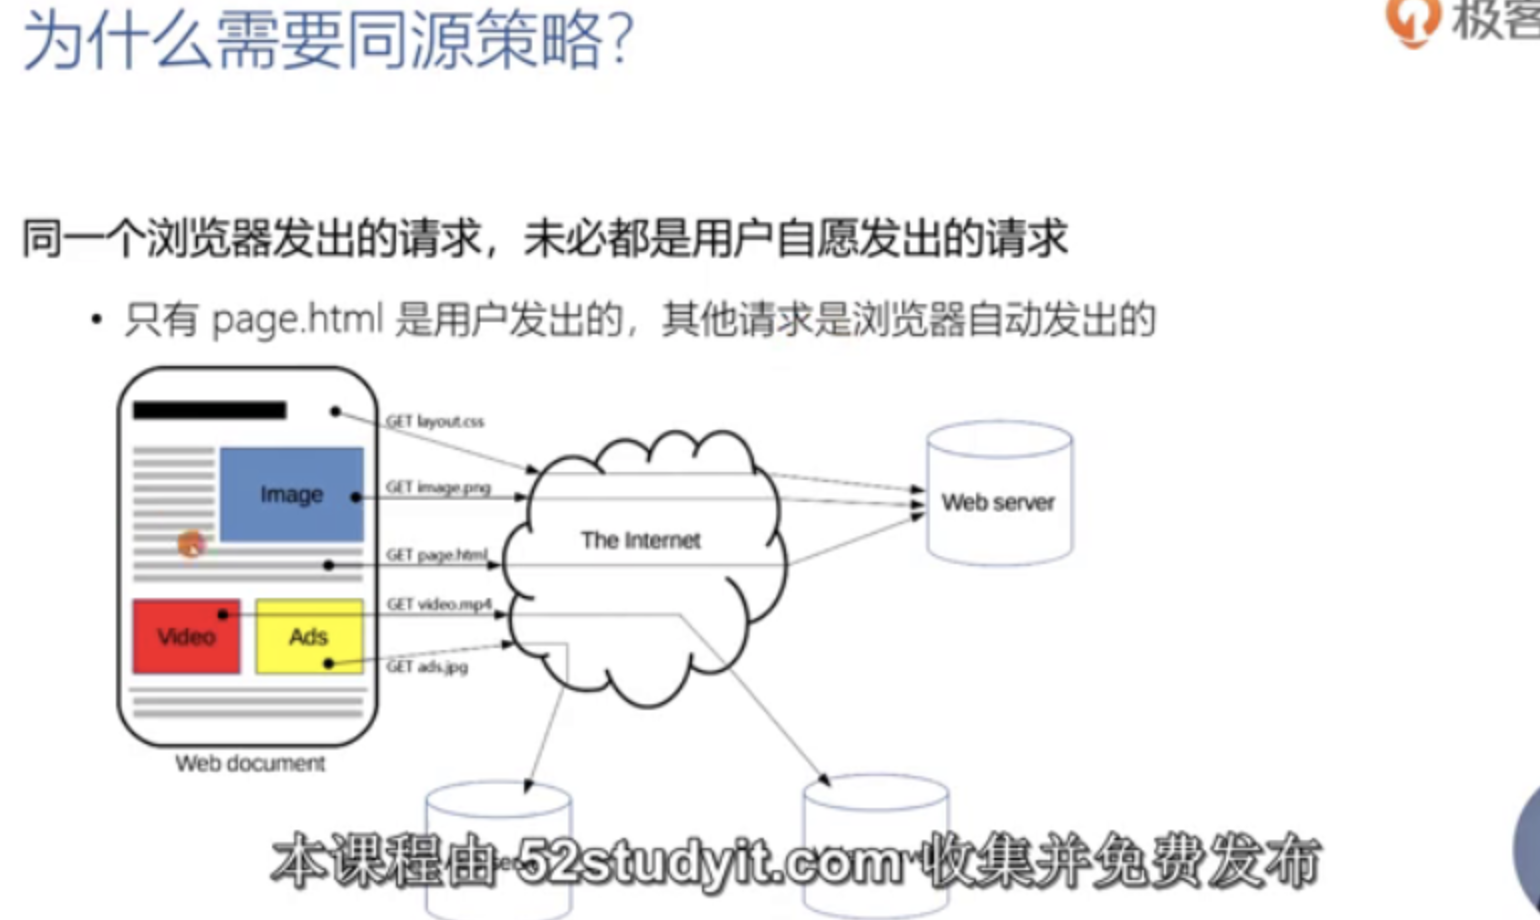 为什么需要同源策略?
极客
同一个浏览器发出的请求，未必都是用户自愿发出的请求
• 只有 page.html 是用户发出的，其他请求是浏览器自动发出的
GET layout.css
GET image.png
Image
Web server
The Internet
GET page.html
GET video.mp4
Video
Ads
GET ads.jpg
Web document
本课程由 52studyit.com 收集并免费发布